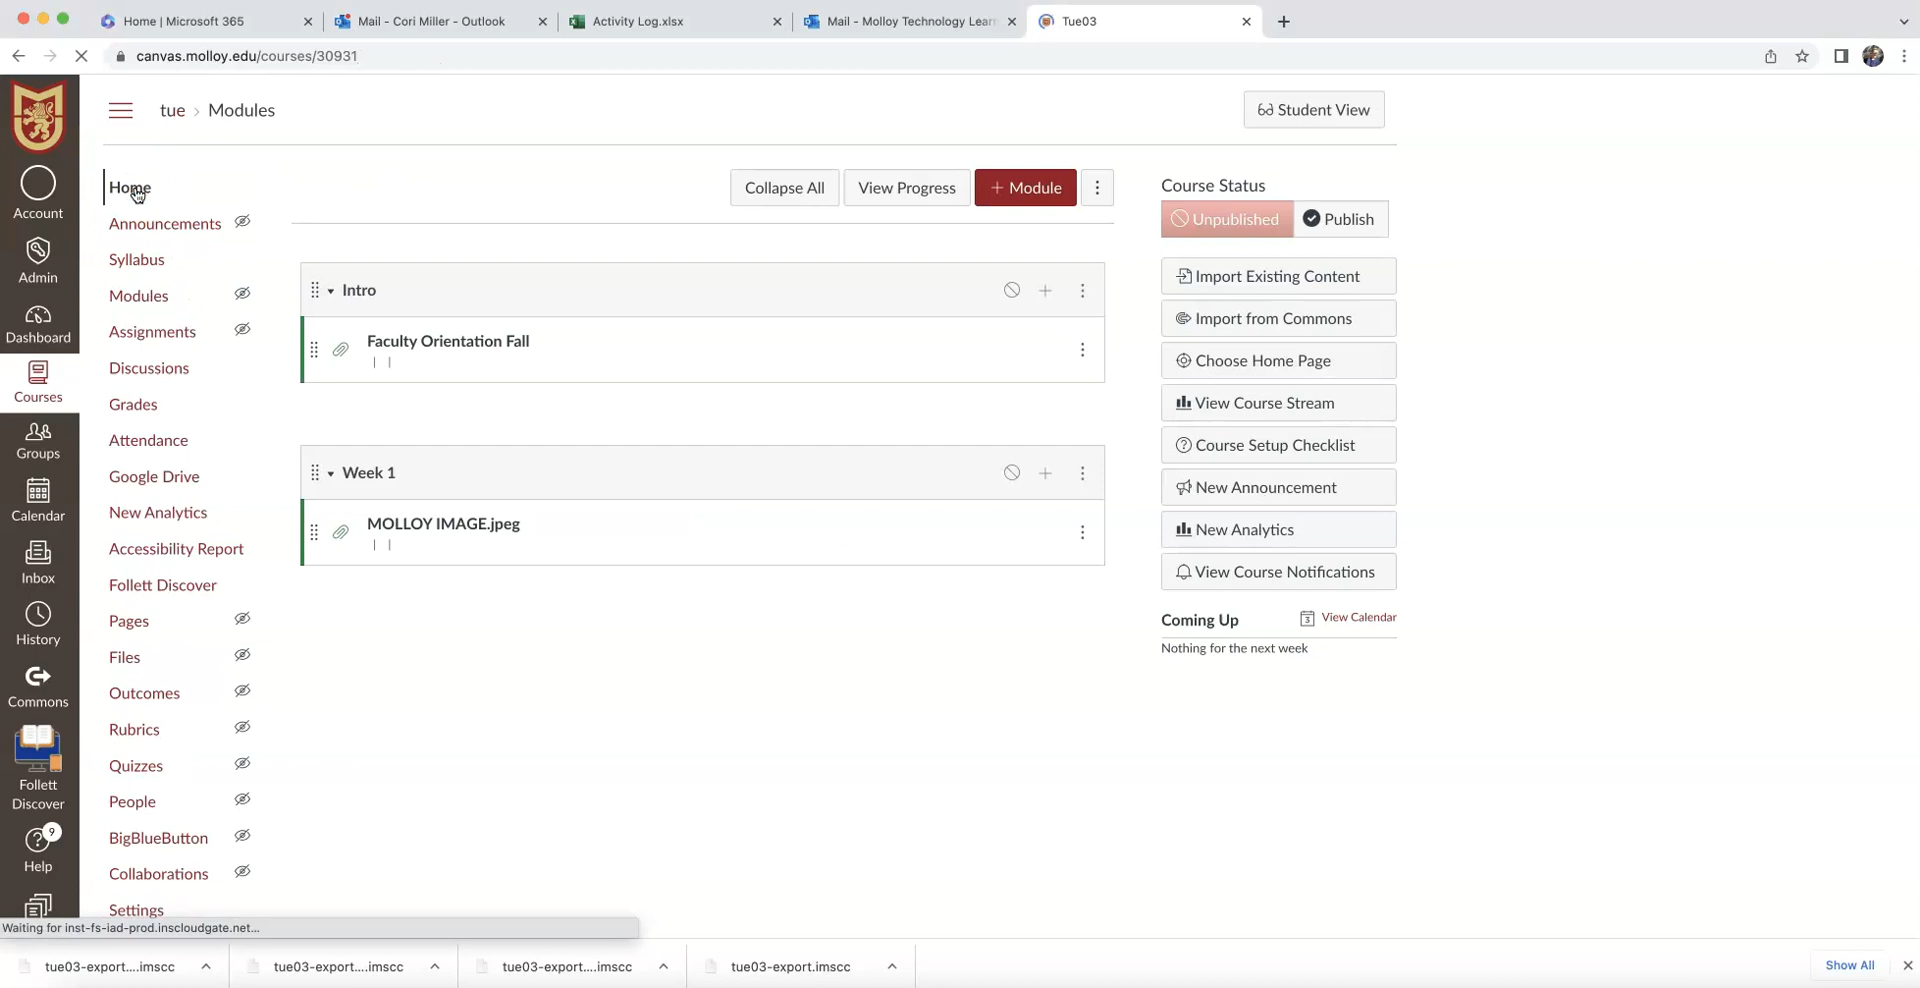 Home | Microsoft 365
Mail - Cori Miller - Outlook
Activity Log.xlsx
Mail - Molloy Technology Lear
Tue03
canvas.molloy.edu/courses/30931
tue › Modules
Student View
Account
Admin
Dashboard
Courses
Groups
Calendar
Inbox
History
Commons
Follett
Discover
9
Help
Home
Announcements
Syllabus
Modules
Assignments
Discussions
Grades
Attendance
Google Drive
New Analytics
Accessibility Report
Follett Discover
Pages
Files
Outcomes
Rubrics
Quizzes
People
BigBlueButton
Collaborations
Settings
Collapse All
View Progress
+ Module
Intro
Faculty Orientation Fall
| |
Week 1
MOLLOY IMAGE.jpeg
| |
Course Status
Unpublished
Publish
Import Existing Content
Import from Commons
Choose Home Page
View Course Stream
Course Setup Checklist
New Announcement
New Analytics
View Course Notifications
Coming Up
3
View Calendar
Nothing for the next week
Waiting for inst-fs-iad-prod.inscloudgate.net...
tue03-export....imscc
tue03-export....imscc
tue03-export....imscc
tue03-export.imscc
Show All